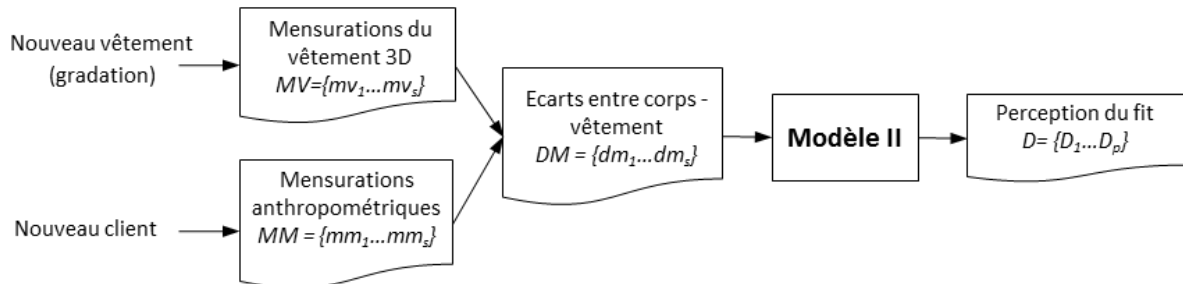 Nouveau vêtement
(gradation)
Mensurations du
vêtement 3D
MV={mv₁...mvₛ}
Nouveau client
Mensurations
anthropométriques
MM = {mm₁...mmₛ}
Ecarts entre corps -
vêtement
DM = {dm₁...dmₛ}
Modèle II
Perception du fit
D= {D₁...Dₚ}